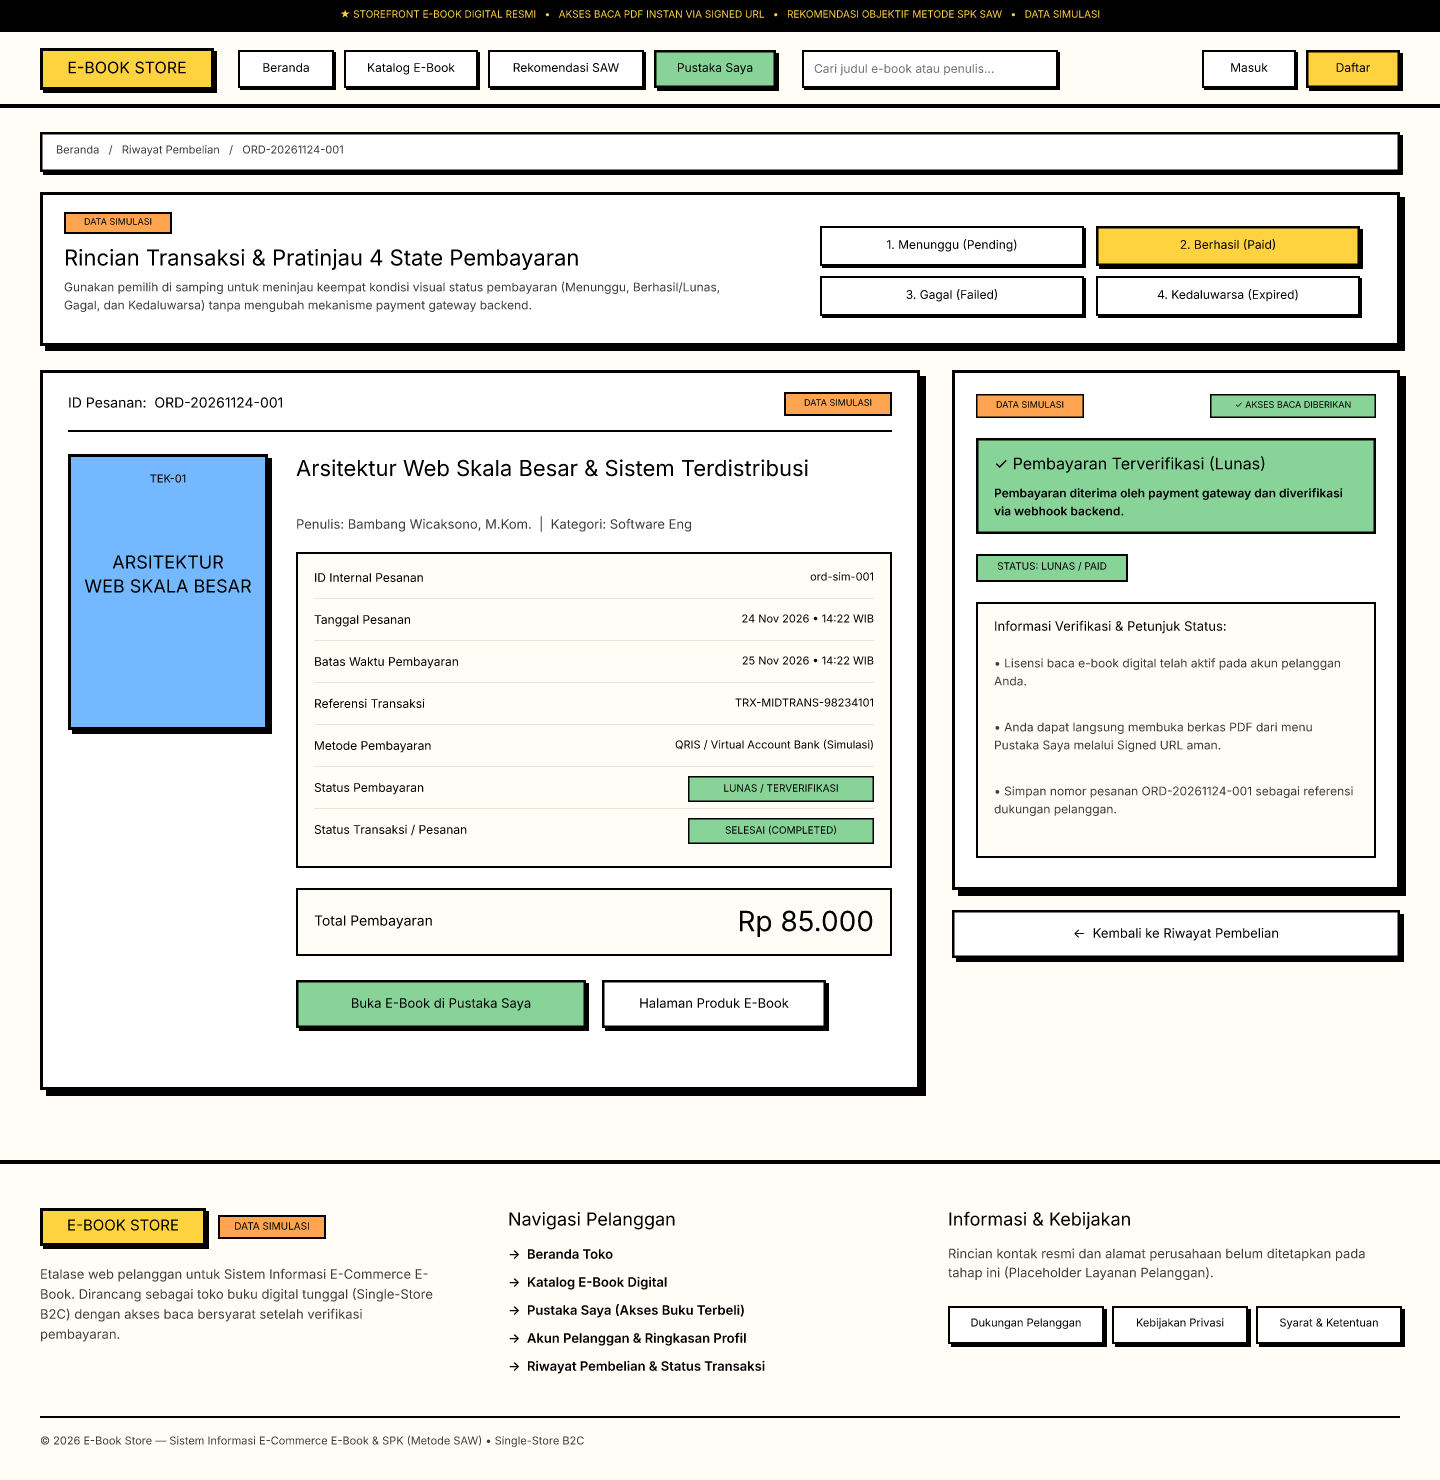 ★ STOREFRONT E-BOOK DIGITAL RESMI • AKSES BACA PDF INSTAN VIA SIGNED URL • REKOMENDASI OBJEKTIF METODE SPK SAW • DATA SIMULASI
E-BOOK STORE
Beranda
Katalog E-Book
Rekomendasi SAW
Pustaka Saya
Cari judul e-book atau penulis...
Masuk
Daftar
Beranda / Riwayat Pembelian / ORD-20261124-001
DATA SIMULASI
Rincian Transaksi & Pratinjau 4 State Pembayaran
Gunakan pemilih di samping untuk meninjau keempat kondisi visual status pembayaran (Menunggu, Berhasil/Lunas,
Gagal, dan Kedaluwarsa) tanpa mengubah mekanisme payment gateway backend.
1. Menunggu (Pending)
2. Berhasil (Paid)
3. Gagal (Failed)
4. Kedaluwarsa (Expired)
ID Pesanan: ORD-20261124-001
DATA SIMULASI
TEK-01
ARSITEKTUR
WEB SKALA BESAR
Arsitektur Web Skala Besar & Sistem Terdistribusi
Penulis: Bambang Wicaksono, M.Kom. | Kategori: Software Eng
ID Internal Pesanan ord-sim-001
Tanggal Pesanan 24 Nov 2026 • 14:22 WIB
Batas Waktu Pembayaran 25 Nov 2026 • 14:22 WIB
Referensi Transaksi TRX-MIDTRANS-98234101
Metode Pembayaran QRIS / Virtual Account Bank (Simulasi)
Status Pembayaran LUNAS / TERVERIFIKASI
Status Transaksi / Pesanan SELESAI (COMPLETED)
Total Pembayaran Rp 85.000
Buka E-Book di Pustaka Saya
Halaman Produk E-Book
DATA SIMULASI
✓ AKSES BACA DIBERIKAN
✓ Pembayaran Terverifikasi (Lunas)
Pembayaran diterima oleh payment gateway dan diverifikasi
via webhook backend.
STATUS: LUNAS / PAID
Informasi Verifikasi & Petunjuk Status:
• Lisensi baca e-book digital telah aktif pada akun pelanggan
Anda.
• Anda dapat langsung membuka berkas PDF dari menu
Pustaka Saya melalui Signed URL aman.
• Simpan nomor pesanan ORD-20261124-001 sebagai referensi
dukungan pelanggan.
← Kembali ke Riwayat Pembelian
E-BOOK STORE
DATA SIMULASI
Etalase web pelanggan untuk Sistem Informasi E-Commerce E-
Book. Dirancang sebagai toko buku digital tunggal (Single-Store
B2C) dengan akses baca bersyarat setelah verifikasi
pembayaran.
Navigasi Pelanggan
→ Beranda Toko
→ Katalog E-Book Digital
→ Pustaka Saya (Akses Buku Terbeli)
→ Akun Pelanggan & Ringkasan Profil
→ Riwayat Pembelian & Status Transaksi
Informasi & Kebijakan
Rincian kontak resmi dan alamat perusahaan belum ditetapkan pada
tahap ini (Placeholder Layanan Pelanggan).
Dukungan Pelanggan
Kebijakan Privasi
Syarat & Ketentuan
© 2026 E-Book Store — Sistem Informasi E-Commerce E-Book & SPK (Metode SAW) • Single-Store B2C